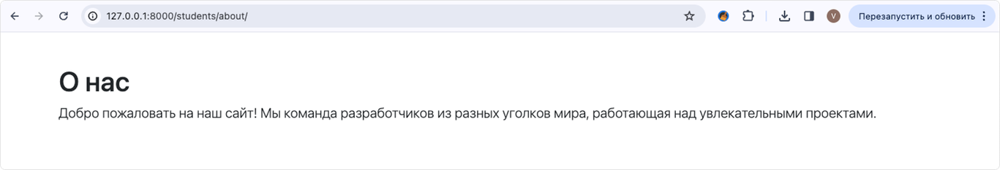 127.0.0.1:8000/students/about/
V
Перезапустить и обновить
О нас
Добро пожаловать на наш сайт! Мы команда разработчиков из разных уголков мира, работающая над увлекательными проектами.